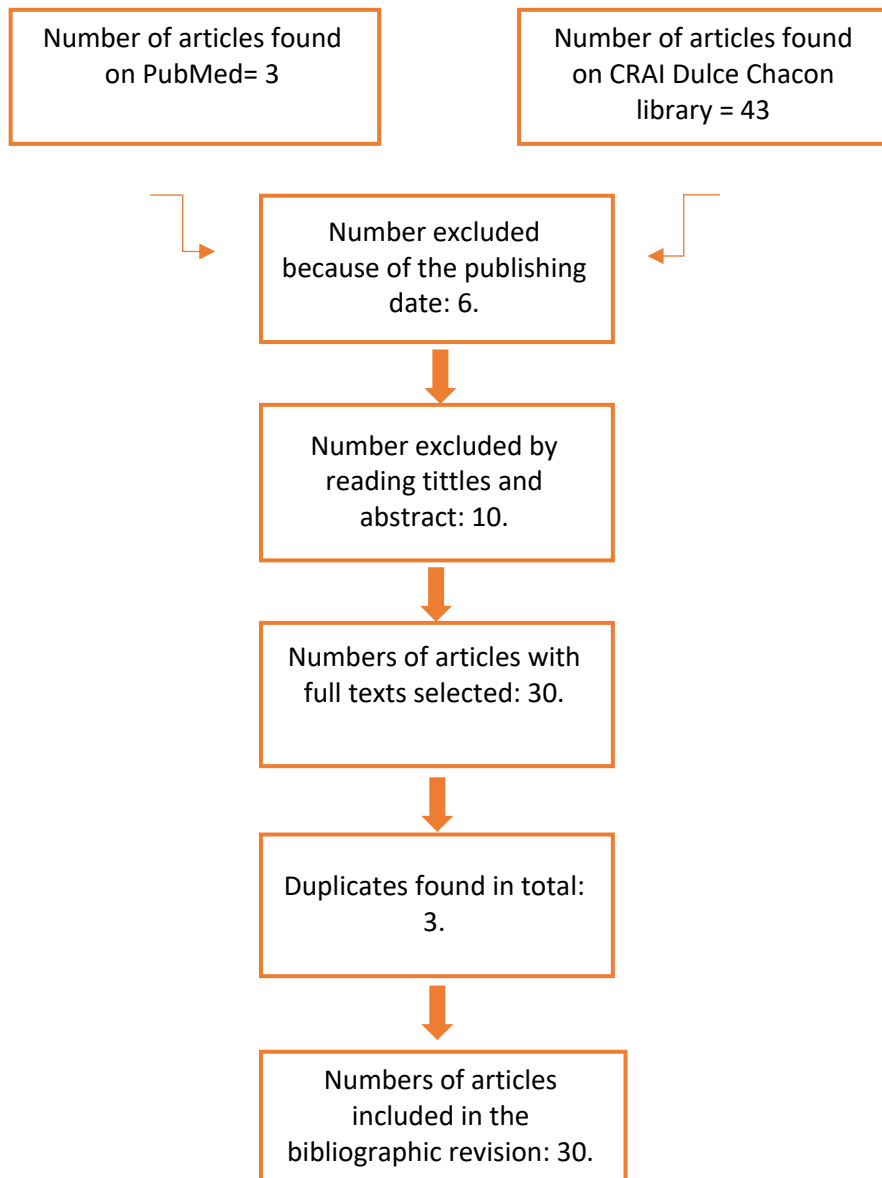 Number of articles found
on PubMed= 3
Number of articles found
on CRAI Dulce Chacon
library = 43
Number excluded
because of the publishing
date: 6.
Number excluded by
reading tittles and
abstract: 10.
Numbers of articles with
full texts selected: 30.
Duplicates found in total:
3.
Numbers of articles
included in the
bibliographic revision: 30.